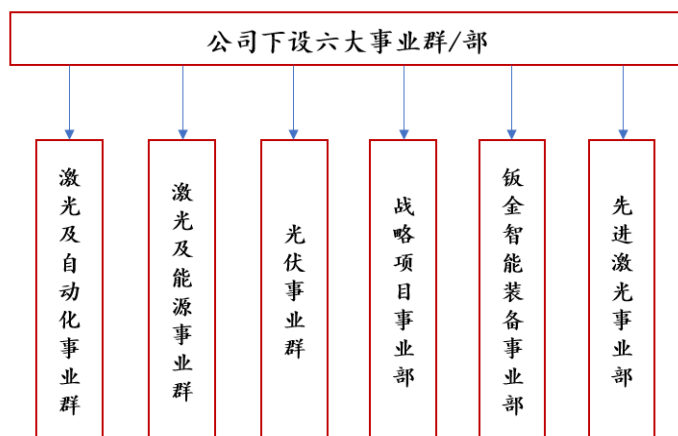 公司下设六大事业群/部
激光及自动化事业群
激光及能源事业群
光伏事业群
战略项目事业部
钣金智能装备事业部
先进激光事业部